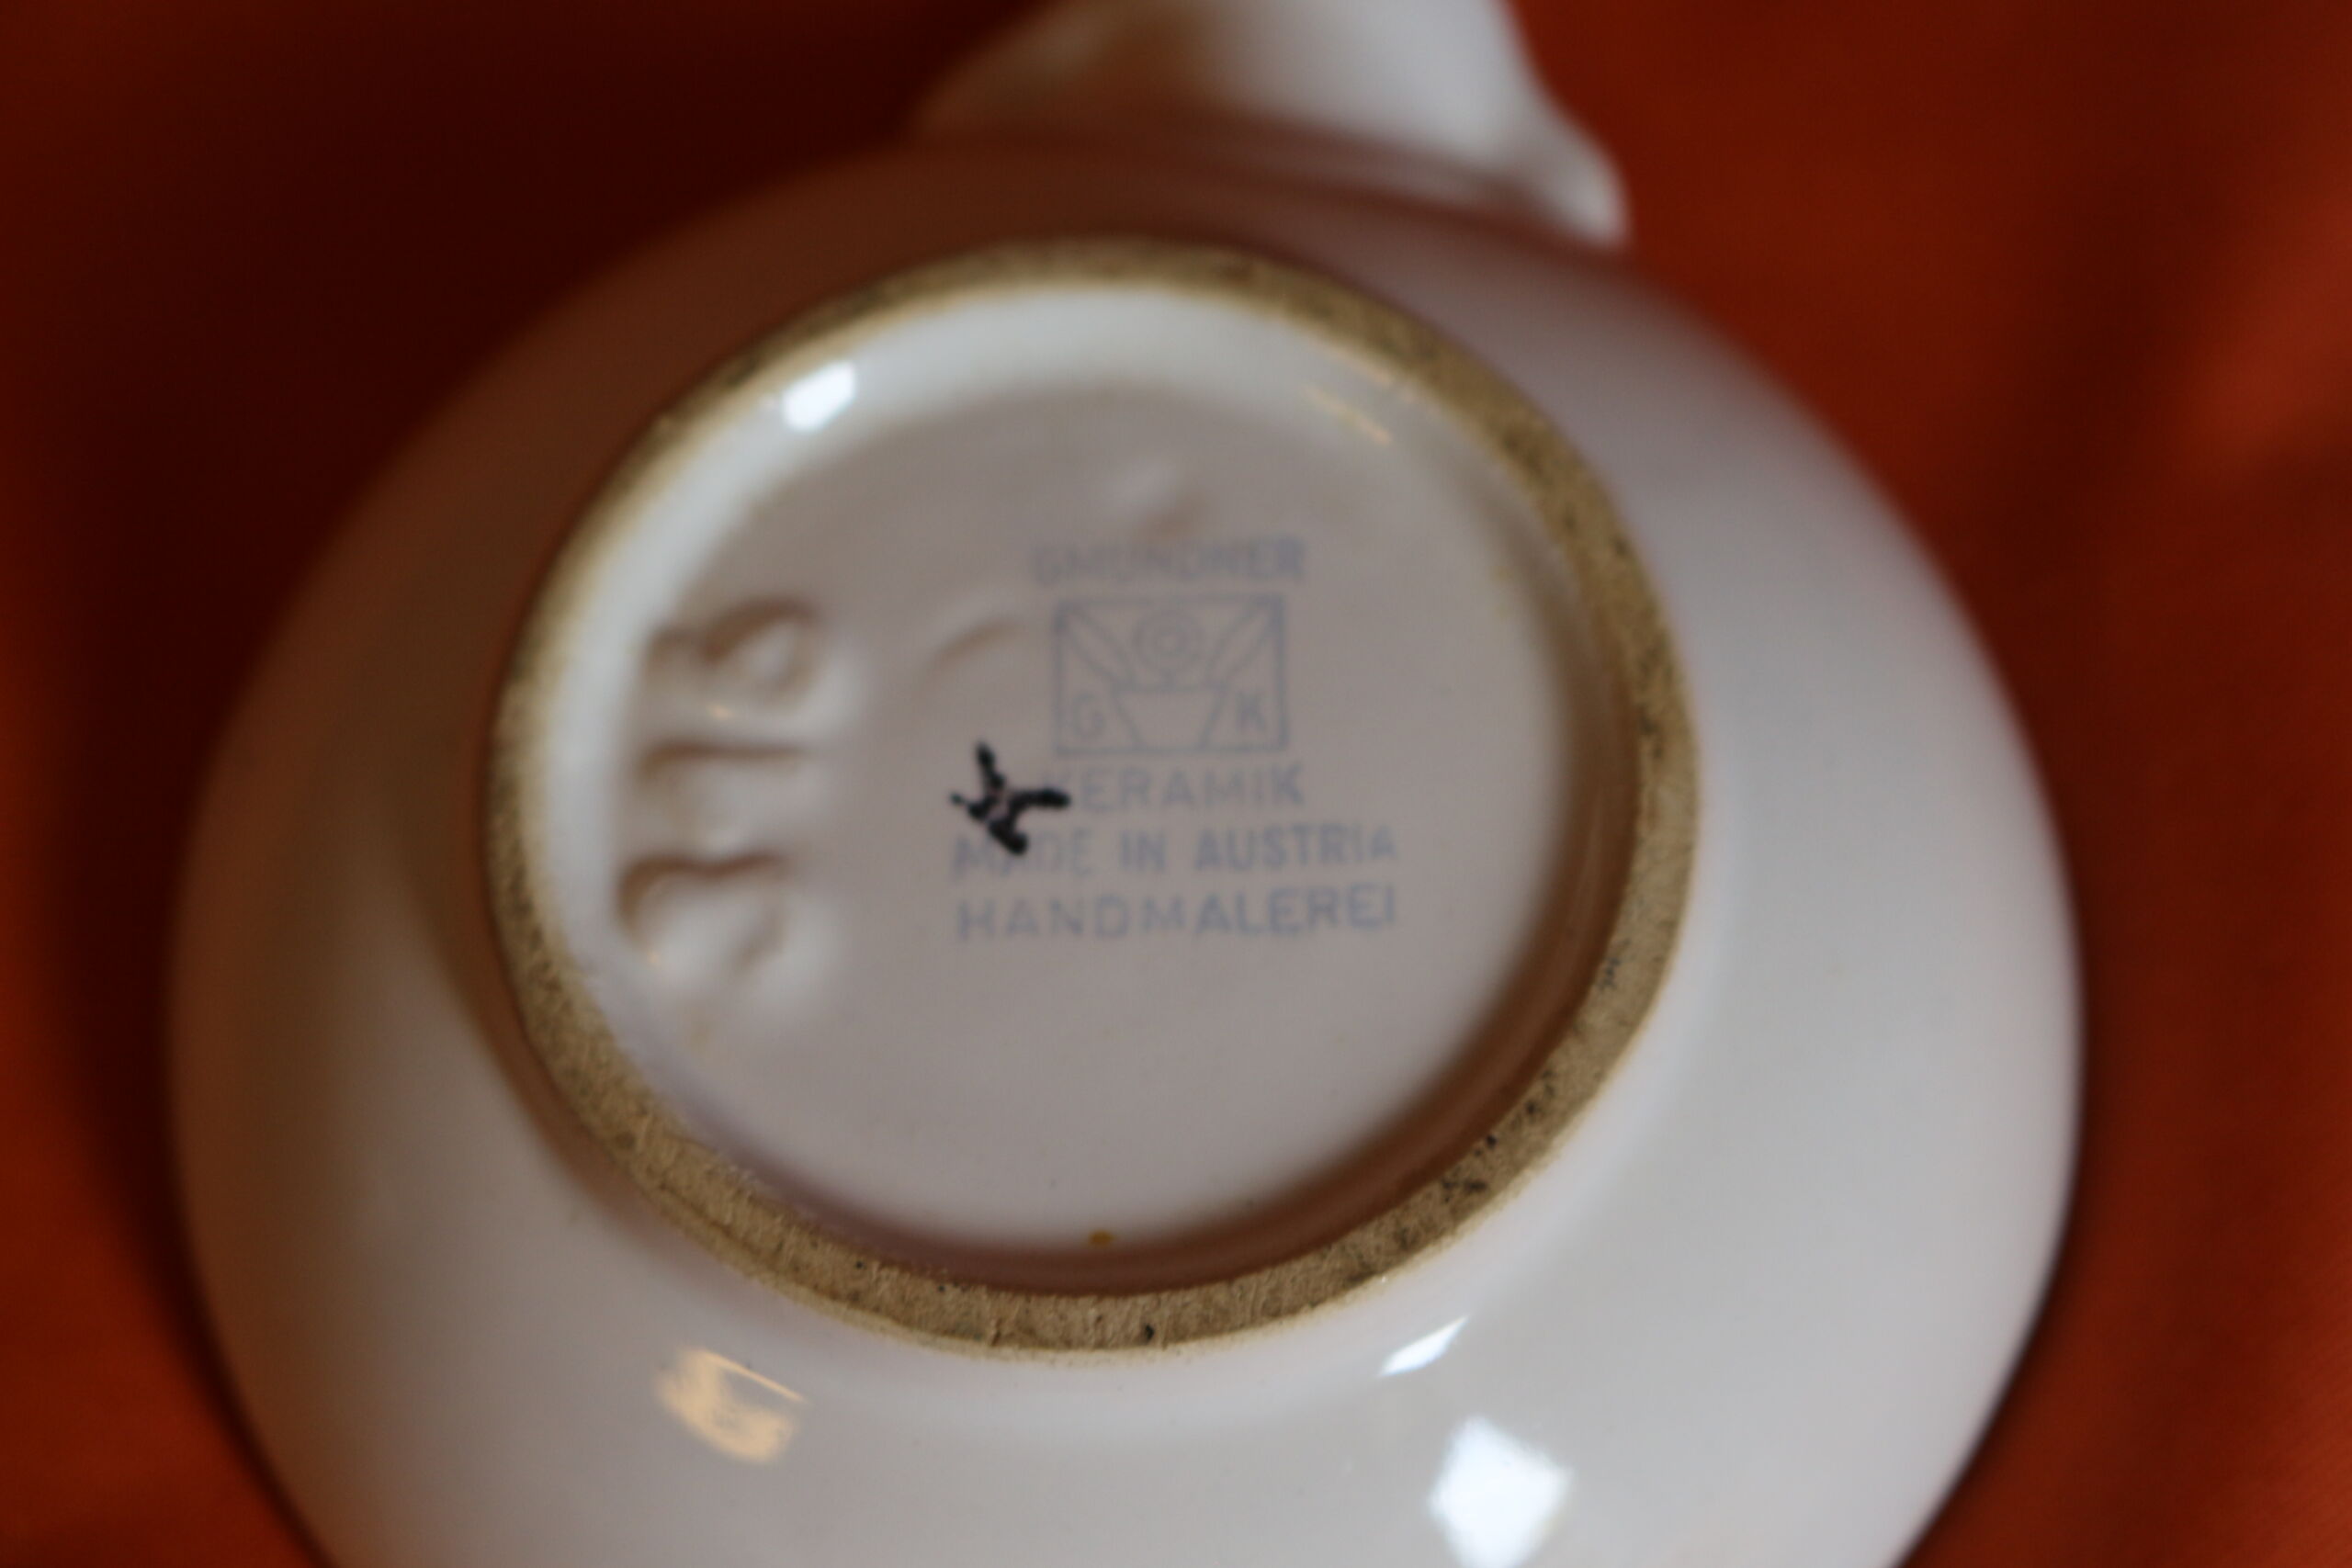 GMUNDNER
G K
KERAMIK
MADE IN AUSTRIA
HANDMALEREI